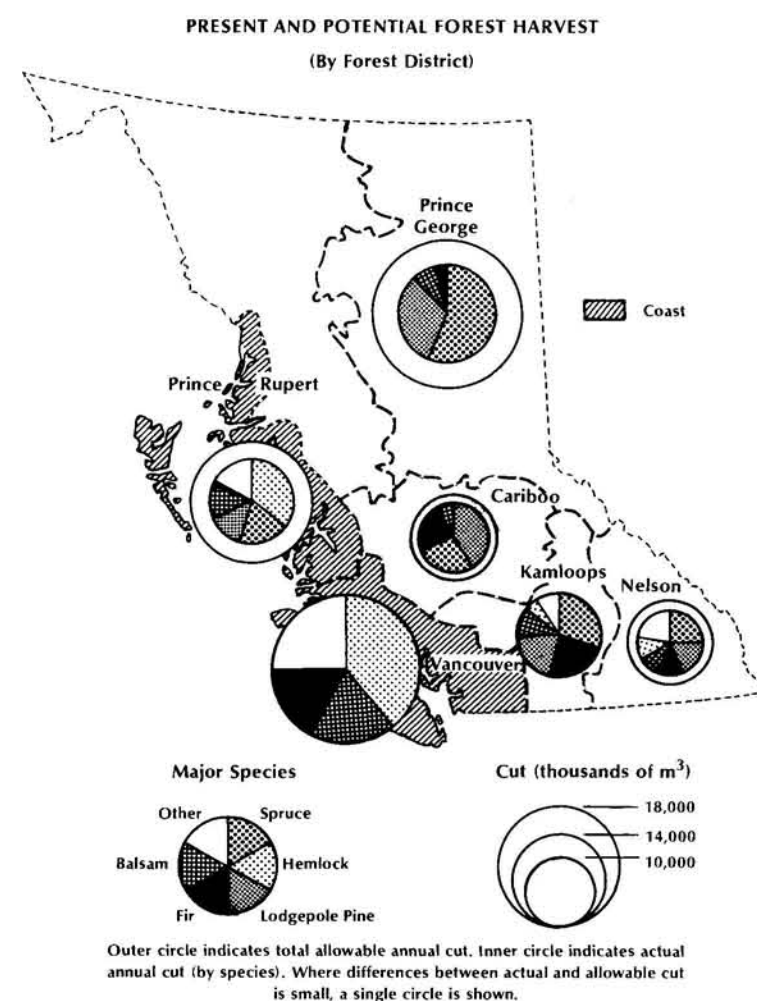 PRESENT AND POTENTIAL FOREST HARVEST
(By Forest District)
Prince
George
Coast
Prince Rupert
Cariboo
Kamloops
Nelson
Vancouver
Major Species
Other
Spruce
Balsam
Hemlock
Fir
Lodgepole Pine
Cut (thousands of m³)
18,000
14,000
10,000
Outer circle indicates total allowable annual cut. Inner circle indicates actual
annual cut (by species). Where differences between actual and allowable cut
is small, a single circle is shown.